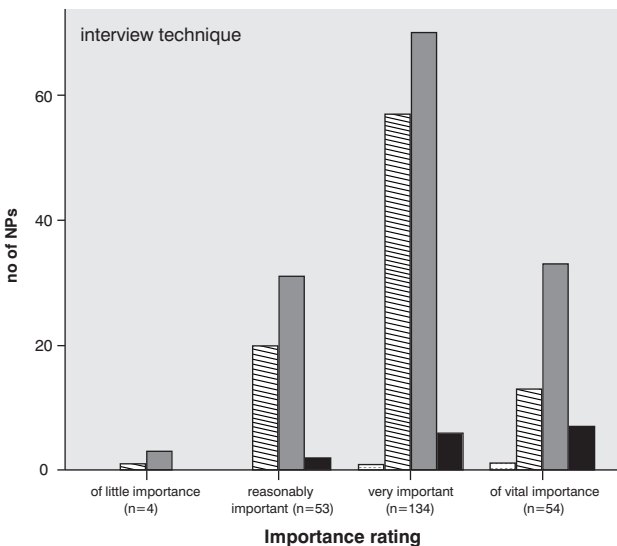 interview technique
60
40
20
0
no of NPs
of little importance
(n=4)
reasonably
important (n=53)
very important
(n=134)
of vital importance
(n=54)
Importance rating